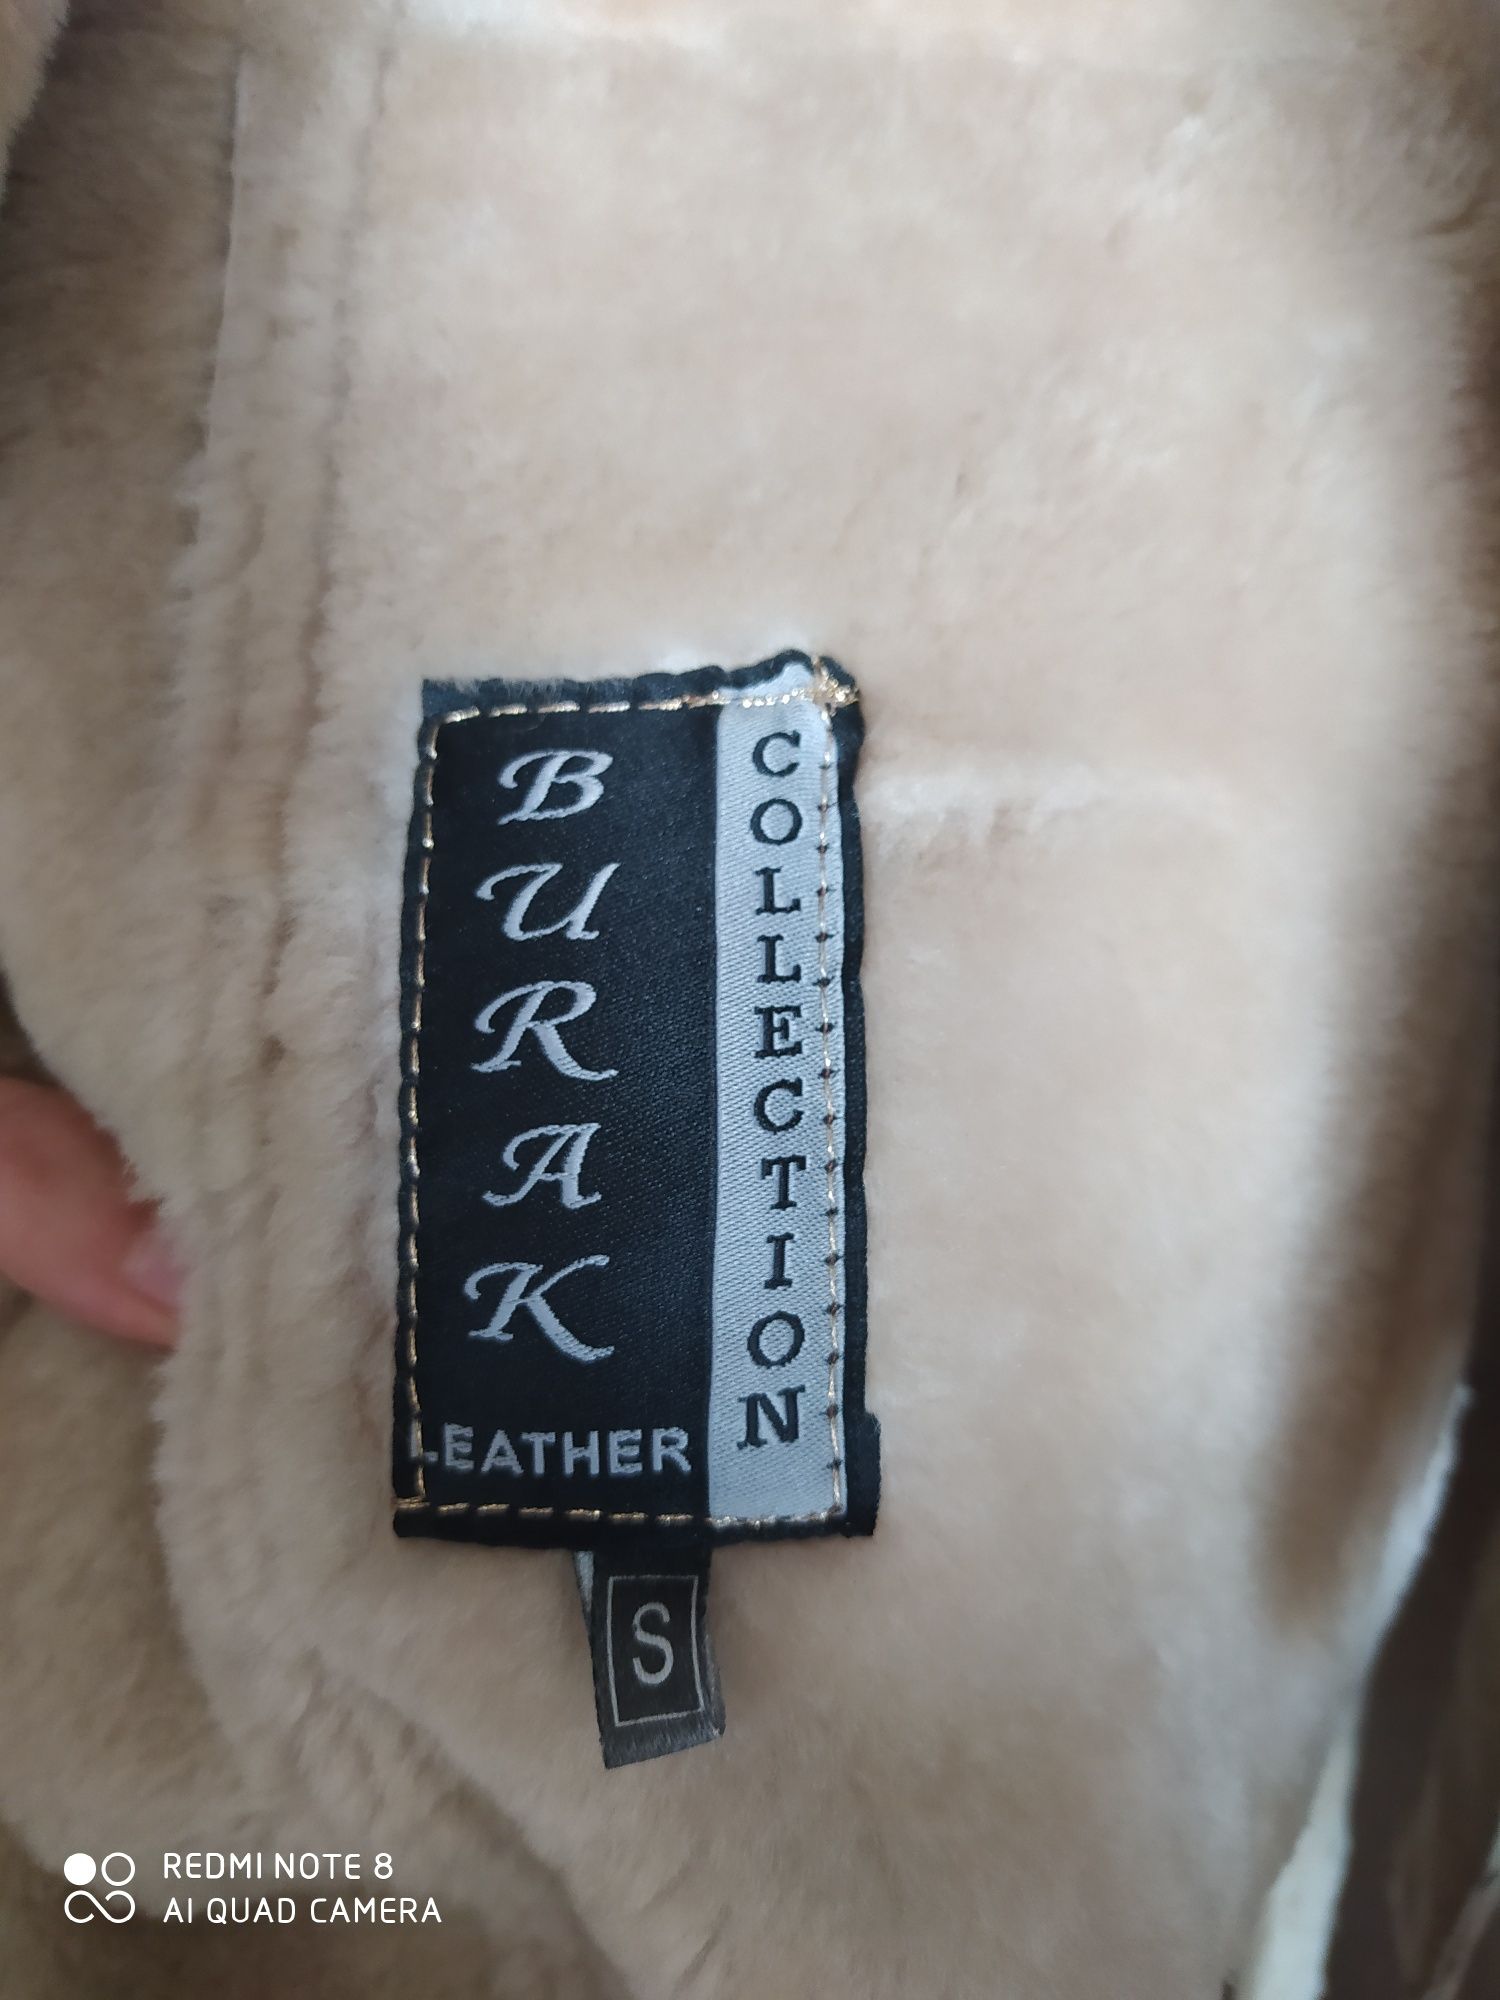 BURAK
LEATHER
COLLECTION
S
REDMI NOTE 8
AI QUAD CAMERA